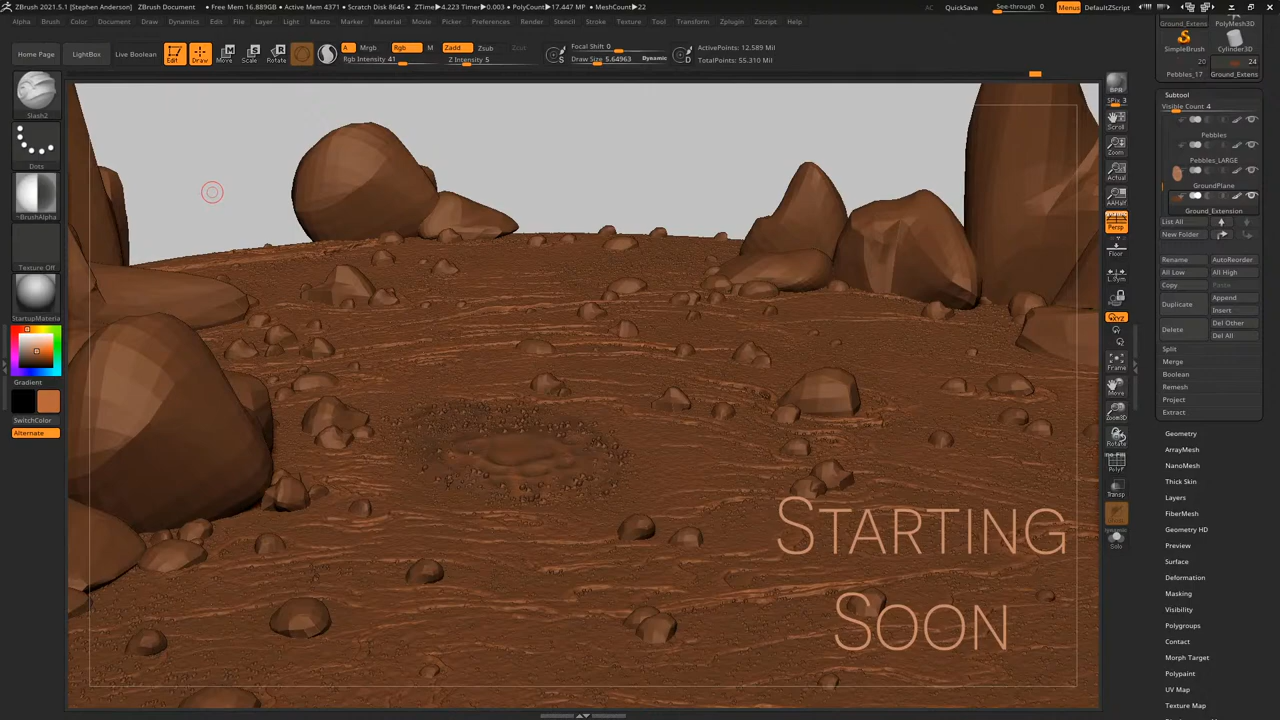 ZBrush 2021.5.1 [Stephen Anderson] ZBrush Document • Free Mem 16.889GB • Active Mem 4371 • Scratch Disk 8645 • ZTime▶4.223 Timer▶0.003 • PolyCount▶17.447 MP • MeshCount▶22
AC QuickSave See-through 0 Menus DefaultZScript
Alpha Brush Color Document Draw Dynamics Edit File Layer Light Macro Marker Material Movie Picker Preferences Render Stencil Stroke Texture Tool Transform Zplugin Zscript Help
Home Page LightBox Live Boolean Edit Draw Move Scale Rotate
A Mrgb Rgb M Zadd Zsub Zcut
Rgb Intensity 41 Z Intensity 5
Focal Shift 0
Draw Size 5.64963 Dynamic
S D
ActivePoints: 12.589 Mil
TotalPoints: 55.310 Mil
Slash2
Dots
~BrushAlpha
Texture Off
StartupMateria
Gradient
SwitchColor
Alternate
Starting
Soon
BPR
SPix 3
Scroll
Zoom
Actual
AAHalf
Persp
Floor
L.Sym
XYZ
Frame
Move
Zoom3D
Rotate
PolyF
Transp
Solo
Ground_Extens PolyMesh3D
SimpleBrush Cylinder3D
20 24
Pebbles_17 Ground_Extens
Subtool
Visible Count 4
Pebbles
Pebbles_LARGE
GroundPlane
Ground_Extension
List All
New Folder
Rename AutoReorder
All Low All High
Copy Paste
Duplicate Append
Insert
Delete Del Other
Del All
Split
Merge
Boolean
Remesh
Project
Extract
Geometry
ArrayMesh
NanoMesh
Thick Skin
Layers
FiberMesh
Geometry HD
Preview
Surface
Deformation
Masking
Visibility
Polygroups
Contact
Morph Target
Polypaint
UV Map
Texture Map